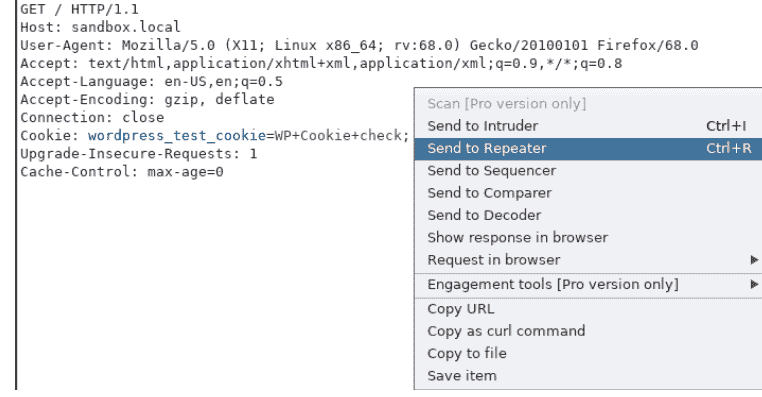 GET / HTTP/1.1
Host: sandbox.local
User-Agent: Mozilla/5.0 (X11; Linux x86_64; rv:68.0) Gecko/20100101 Firefox/68.0
Accept: text/html,application/xhtml+xml,application/xml;q=0.9,*/*;q=0.8
Accept-Language: en-US,en;q=0.5
Accept-Encoding: gzip, deflate
Connection: close
Cookie: wordpress_test_cookie=WP+Cookie+check;
Upgrade-Insecure-Requests: 1
Cache-Control: max-age=0
Scan [Pro version only]
Send to Intruder Ctrl+I
Send to Repeater Ctrl+R
Send to Sequencer
Send to Comparer
Send to Decoder
Show response in browser
Request in browser
Engagement tools [Pro version only]
Copy URL
Copy as curl command
Copy to file
Save item